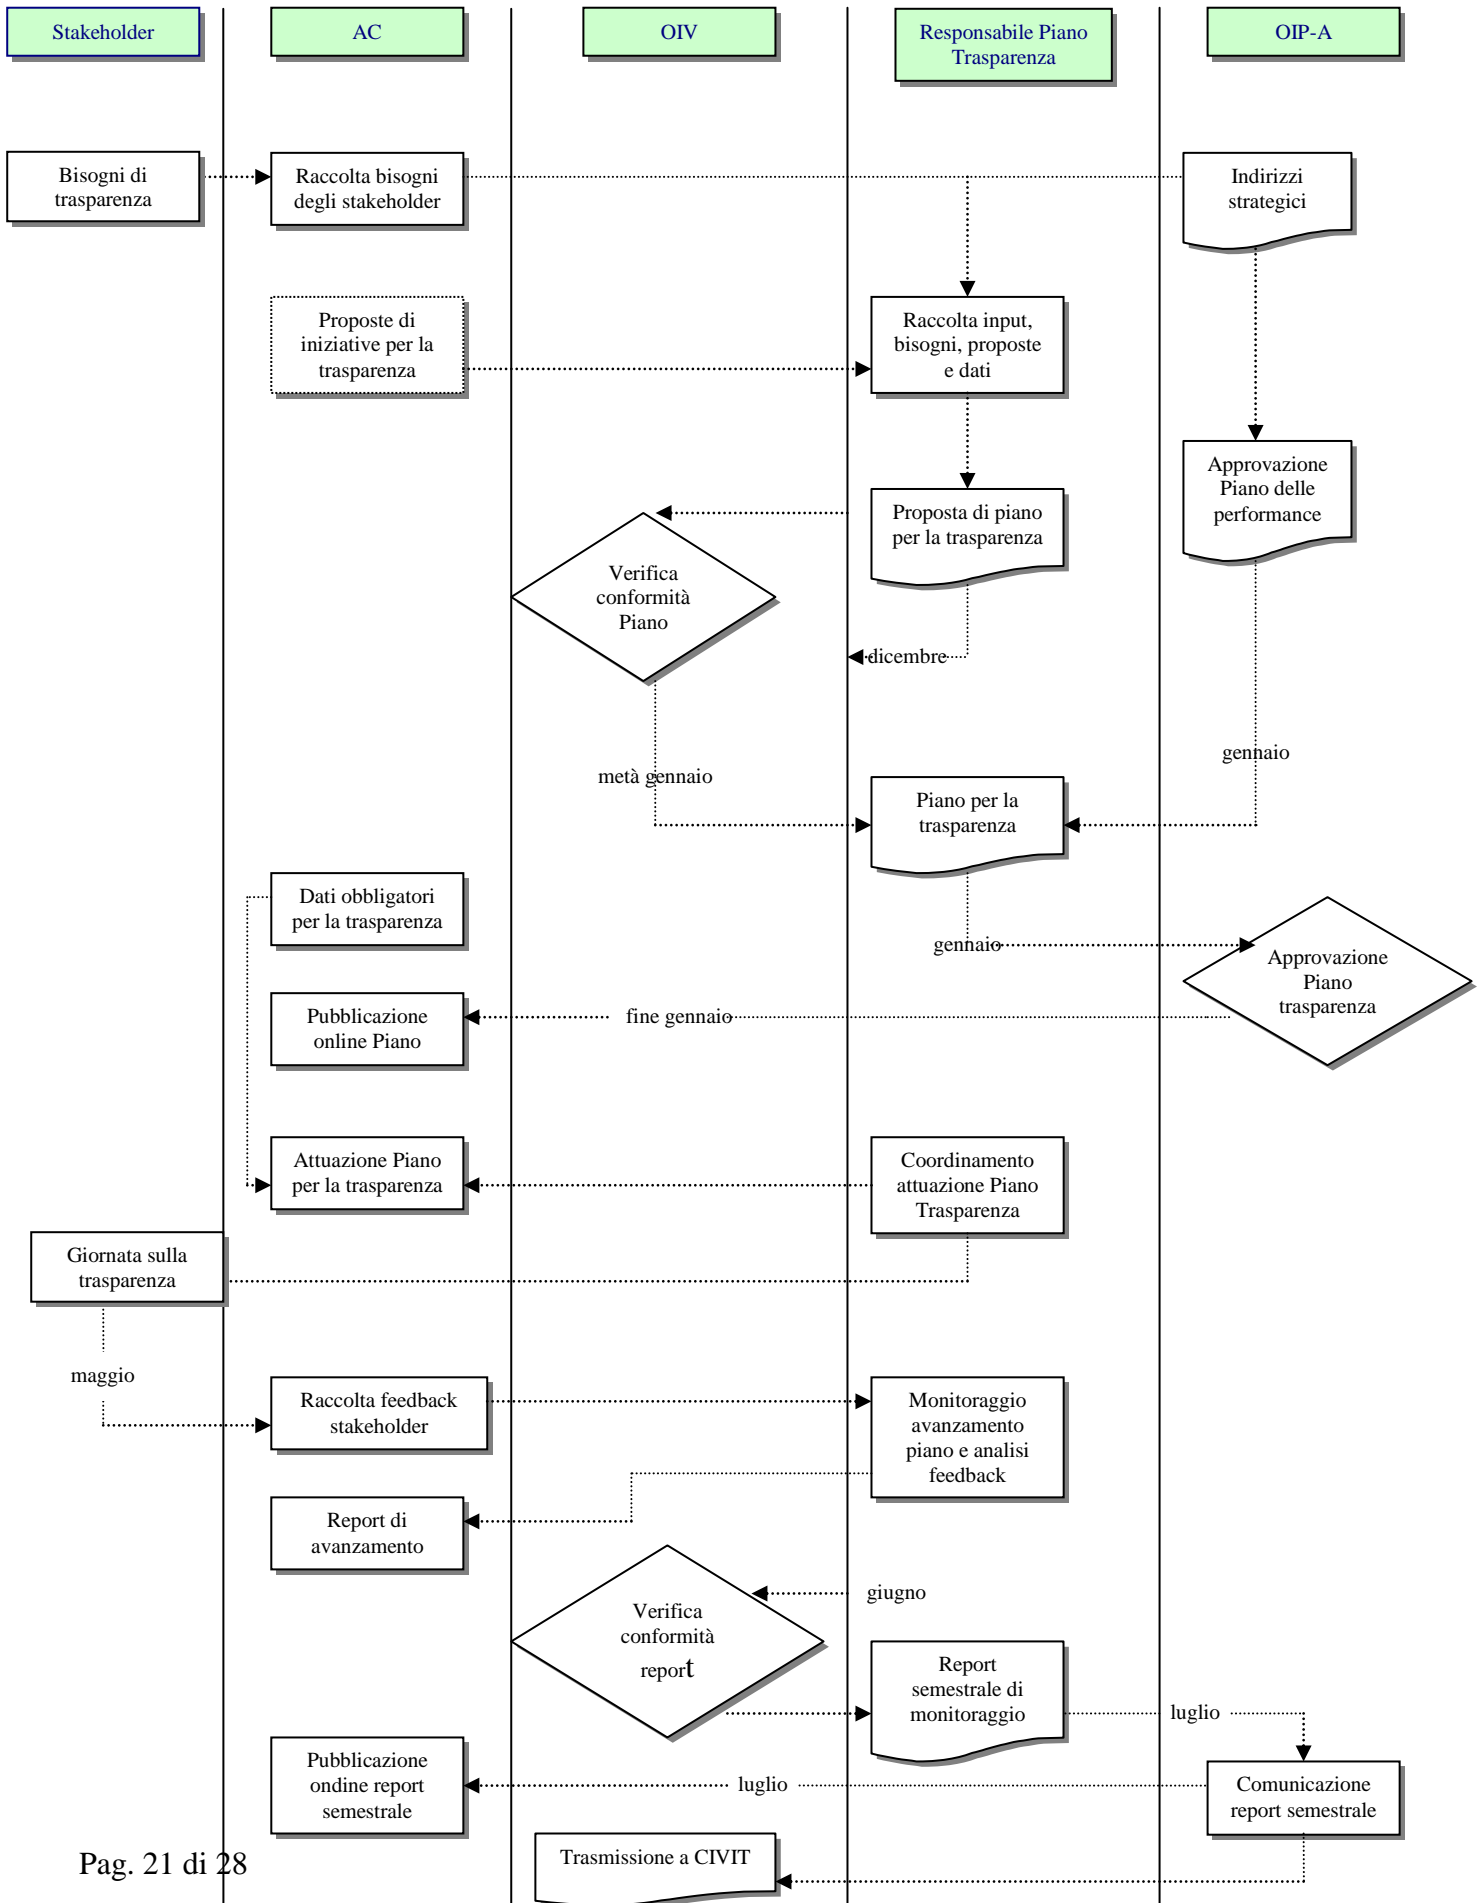 Stakeholder
AC
OIV
Responsabile Piano
Trasparenza
OIP-A
Bisogni di
trasparenza
Raccolta bisogni
degli stakeholder
Indirizzi
strategici
Proposte di
iniziative per la
trasparenza
Raccolta input,
bisogni, proposte
e dati
Approvazione
Piano delle
performance
Proposta di piano
per la trasparenza
Verifica
conformità
Piano
dicembre
gennaio
metà gennaio
Piano per la
trasparenza
Dati obbligatori
per la trasparenza
gennaio
Approvazione
Piano
trasparenza
Pubblicazione
online Piano
fine gennaio
Attuazione Piano
per la trasparenza
Coordinamento
attuazione Piano
Trasparenza
Giornata sulla
trasparenza
maggio
Raccolta feedback
stakeholder
Monitoraggio
avanzamento
piano e analisi
feedback
Report di
avanzamento
giugno
Verifica
conformità
report
Report
semestrale di
monitoraggio
luglio
Pubblicazione
ondine report
semestrale
luglio
Comunicazione
report semestrale
Trasmissione a CIVIT
Pag. 21 di 28